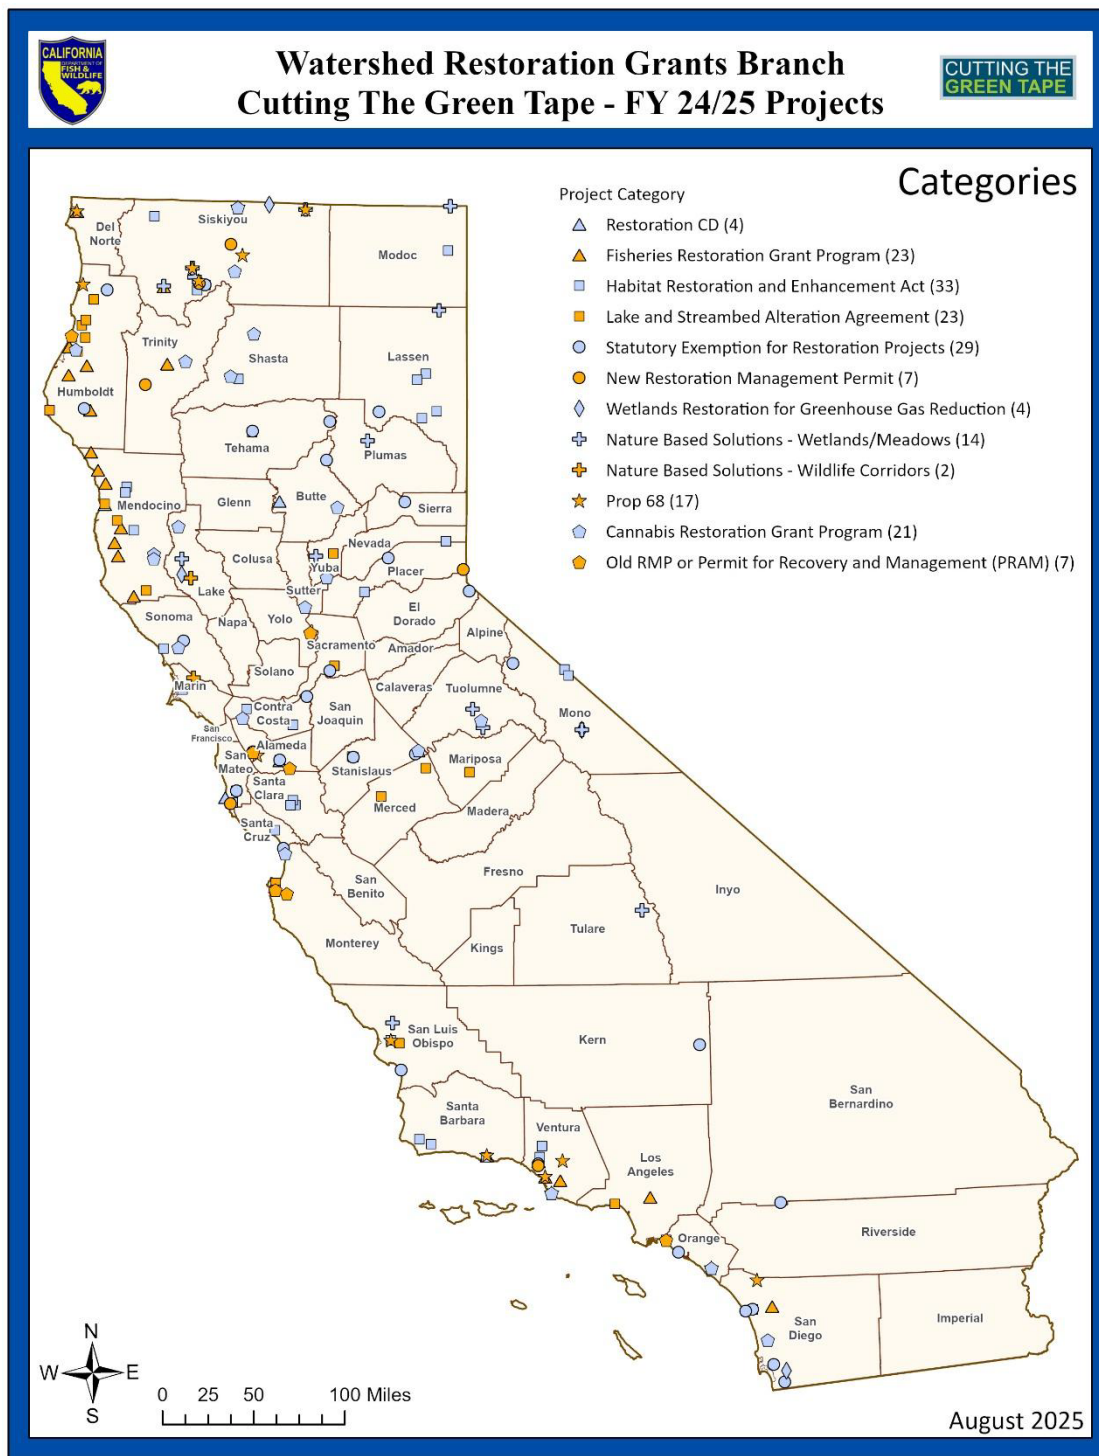 CALIFORNIA
DEPARTMENT OF
FISH &
WILDLIFE
Watershed Restoration Grants Branch
Cutting The Green Tape - FY 24/25 Projects
CUTTING THE
GREEN TAPE
Categories
Project Category
Restoration CD (4)
Fisheries Restoration Grant Program (23)
Habitat Restoration and Enhancement Act (33)
Lake and Streambed Alteration Agreement (23)
Statutory Exemption for Restoration Projects (29)
New Restoration Management Permit (7)
Wetlands Restoration for Greenhouse Gas Reduction (4)
Nature Based Solutions - Wetlands/Meadows (14)
Nature Based Solutions - Wildlife Corridors (2)
Prop 68 (17)
Cannabis Restoration Grant Program (21)
Old RMP or Permit for Recovery and Management (PRAM) (7)
Del
Norte
Siskiyou
Modoc
Trinity
Shasta
Lassen
Humboldt
Tehama
Plumas
Mendocino
Glenn
Butte
Sierra
Colusa
Nevada
Yuba
Placer
Lake
Sutter
El
Dorado
Sonoma
Napa
Yolo
Alpine
Sacramento
Amador
Solano
Marin
Calaveras
Tuolumne
Contra
Costa
San
Joaquin
Mono
San
Francisco
Alameda
San
Mateo
Stanislaus
Mariposa
Santa
Clara
Merced
Madera
Santa
Cruz
Fresno
San
Benito
Inyo
Tulare
Monterey
Kings
San Luis
Obispo
Kern
San
Bernardino
Santa
Barbara
Ventura
Los
Angeles
Riverside
Orange
San
Diego
Imperial
N
W
E
S
0 25 50 100 Miles
August 2025